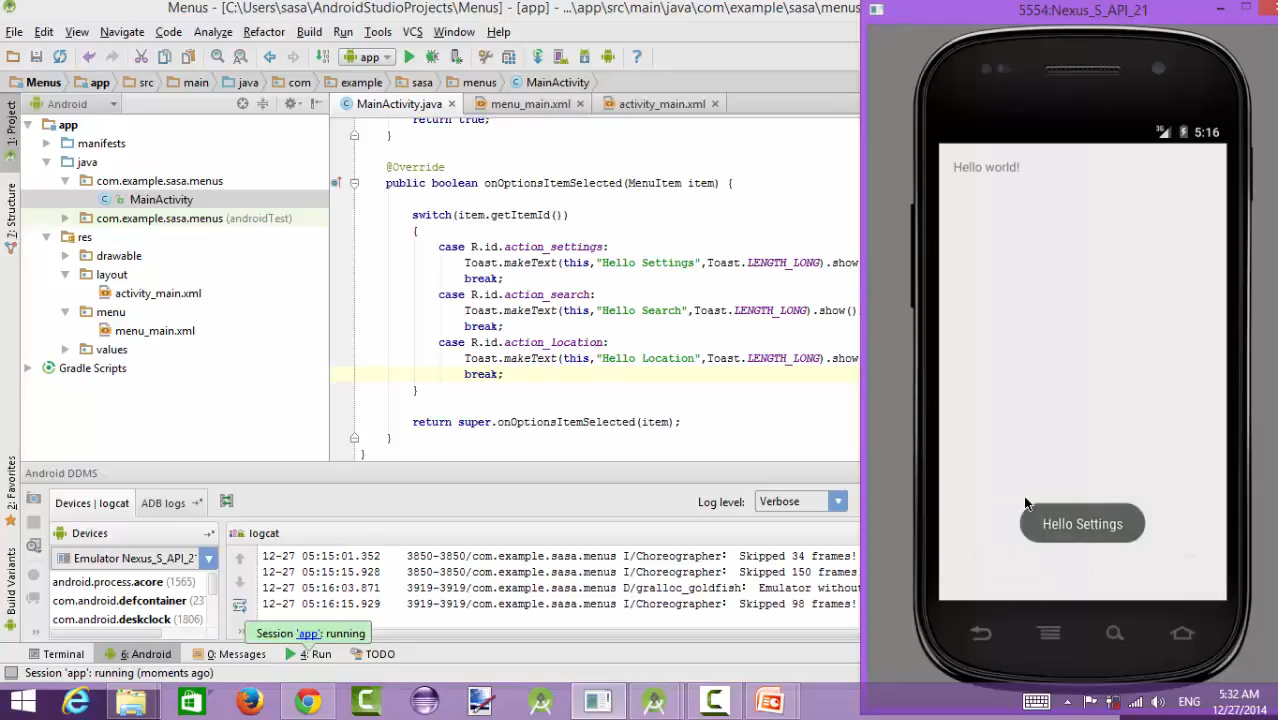 Menus - [C:\Users\sasa\AndroidStudioProjects\Menus] - [app] - ...\app\src\main\java\com\example\sasa\menus
File Edit View Navigate Code Analyze Refactor Build Run Tools VCS Window Help
app
Menus app src main java com example sasa menus MainActivity
1: Project
7: Structure
2: Favorites
Build Variants
Android
app
manifests
java
com.example.sasa.menus
MainActivity
com.example.sasa.menus (androidTest)
res
drawable
layout
activity_main.xml
menu
menu_main.xml
values
Gradle Scripts
MainActivity.java menu_main.xml activity_main.xml
return true;
}
@Override
public boolean onOptionsItemSelected(MenuItem item) {
switch(item.getItemId())
{
case R.id.action_settings:
Toast.makeText(this,"Hello Settings",Toast.LENGTH_LONG).show
break;
case R.id.action_search:
Toast.makeText(this,"Hello Search",Toast.LENGTH_LONG).show()
break;
case R.id.action_location:
Toast.makeText(this,"Hello Location",Toast.LENGTH_LONG).show
break;
}
return super.onOptionsItemSelected(item);
}
}
Android DDMS
Devices | logcat ADB logs Log level: Verbose
Devices logcat
Emulator Nexus_S_API_21
android.process.acore (1565)
com.android.defcontainer (23
com.android.deskclock (1806)
12-27 05:15:01.352 3850-3850/com.example.sasa.menus I/Choreographer: Skipped 34 frames!
12-27 05:15:15.928 3850-3850/com.example.sasa.menus I/Choreographer: Skipped 150 frames!
12-27 05:16:03.871 3919-3919/com.example.sasa.menus D/gralloc_goldfish: Emulator without
12-27 05:16:15.929 3919-3919/com.example.sasa.menus I/Choreographer: Skipped 98 frames!
Session 'app': running
Terminal 6: Android 0: Messages 4: Run TODO
Session 'app': running (moments ago)
5554:Nexus_S_API_21
3G 5:16
Hello world!
Hello Settings
ENG
5:32 AM
12/27/2014